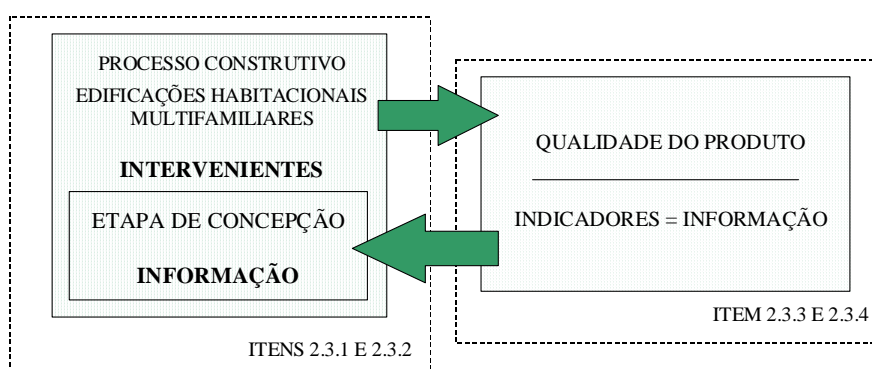 PROCESSO CONSTRUTIVO
EDIFICAÇÕES HABITACIONAIS
MULTIFAMILIARES
INTERVENIENTES
ETAPA DE CONCEPÇÃO
INFORMAÇÃO
ITENS 2.3.1 E 2.3.2
QUALIDADE DO PRODUTO
INDICADORES = INFORMAÇÃO
ITEM 2.3.3 E 2.3.4